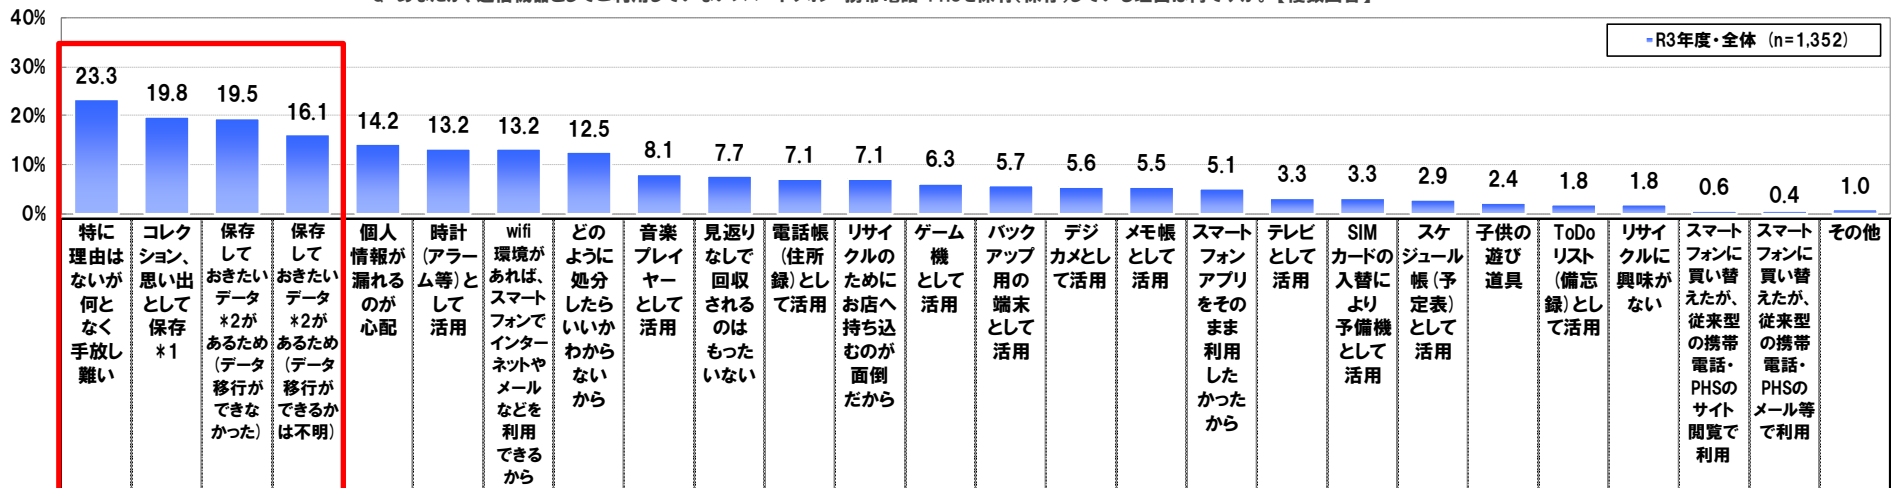 40%
30%
20%
10%
0%
R3年度・全体 (n=1,352)
23.3
19.8
19.5
16.1
14.2
13.2
13.2
12.5
8.1
7.7
7.1
7.1
6.3
5.7
5.6
5.5
5.1
3.3
3.3
2.9
2.4
1.8
1.8
0.6
0.4
1.0
特に
理由は
ないが
何と
なく
手放し
難い
コレク
ション、
思い出
として
保存
*1
保存
して
おきたい
データ
*2が
あるため
(データ
移行が
できな
かった)
保存
して
おきたい
データ
*2が
あるため
(データ
移行が
できるか
は不明)
個人
情報が
漏れる
のが
心配
時計
(アラー
ム等)と
して
活用
wifi
環境が
あれば、
スマート
フォンで
インター
ネットや
メール
などを
利用
できる
から
どの
ように
処分
したら
いいか
わから
ない
から
音楽
プレイ
ヤー
として
活用
見返り
なしで
回収
される
のは
もった
いない
電話帳
(住所
録)とし
て活用
リサイ
クルの
ために
お店へ
持ち込
むのが
面倒
だから
ゲーム
機
として
活用
バック
アップ
用の
端末
として
活用
デジ
カメとし
て活用
メモ帳
として
活用
スマート
フォン
アプリ
をその
まま
利用
した
かった
から
テレビ
として
活用
SIM
カードの
入替に
より
予備機
として
活用
スケ
ジュール
帳(予
定表)
として
活用
子供の
遊び
道具
ToDo
リスト
(備忘
録)とし
て活用
リサイ
クルに
興味が
ない
スマート
フォンに
買い替
えたが、
従来型
の携帯
電話・
PHSの
サイト
閲覧で
利用
スマート
フォンに
買い替
えたが、
従来型
の携帯
電話・
PHSの
メール等
で利用
その他